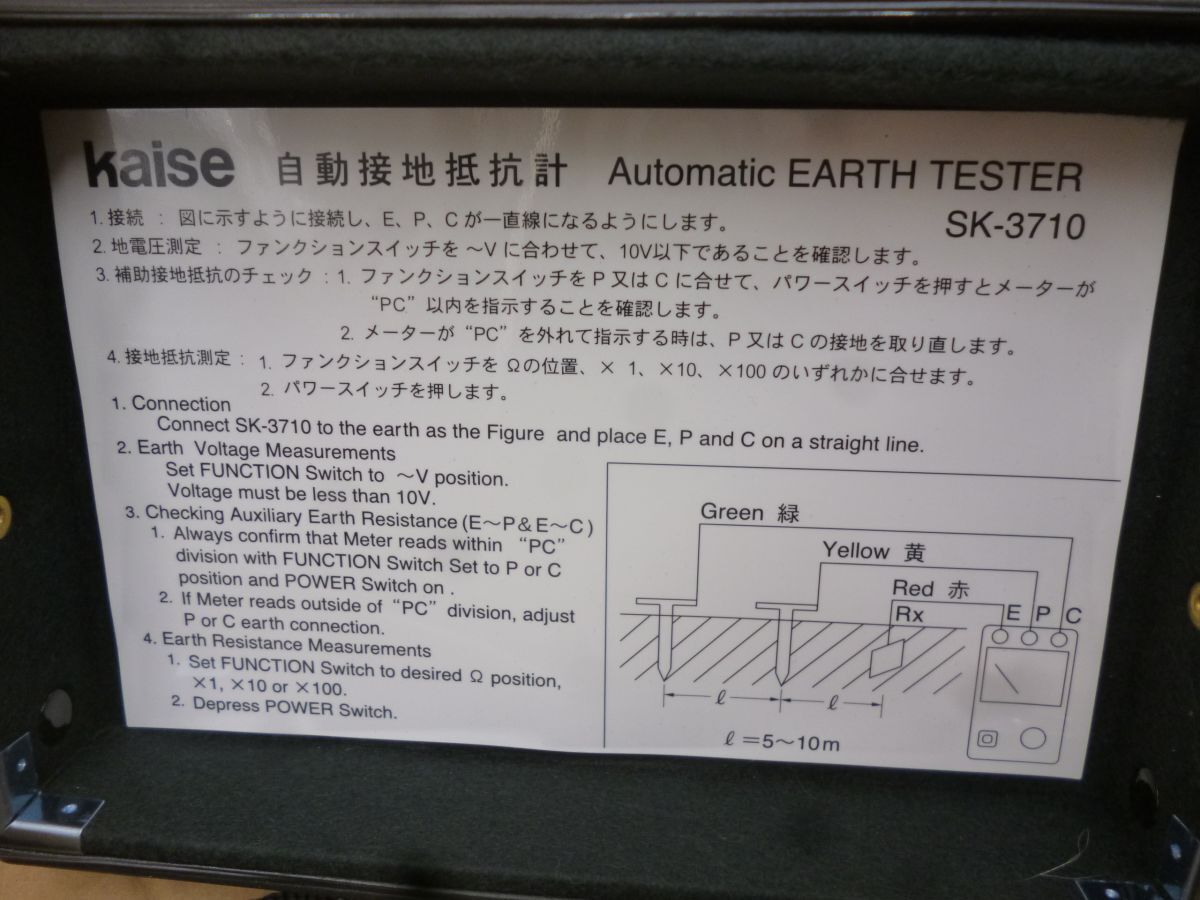 kaise 自動接地抵抗計 Automatic EARTH TESTER
SK-3710
1. 接続 : 図に示すように接続し、E、P、Cが一直線になるようにします。
2. 地電圧測定 : ファンクションスイッチを ～V に合わせて、10V以下であることを確認します。
3. 補助接地抵抗のチェック : 1. ファンクションスイッチを P 又は C に合せて、パワースイッチを押すとメーターが
“PC” 以内を指示することを確認します。
2. メーターが “PC” を外れて指示する時は、P 又は C の接地を取り直します。
4. 接地抵抗測定 : 1. ファンクションスイッチを Ωの位置、× 1、×10、×100 のいずれかに合せます。
2. パワースイッチを押します。
1. Connection
Connect SK-3710 to the earth as the Figure and place E, P and C on a straight line.
2. Earth Voltage Measurements
Set FUNCTION Switch to ～V position.
Voltage must be less than 10V.
3. Checking Auxiliary Earth Resistance (E～P&E～C)
1. Always confirm that Meter reads within “PC”
division with FUNCTION Switch Set to P or C
position and POWER Switch on .
2. If Meter reads outside of “PC” division, adjust
P or C earth connection.
4. Earth Resistance Measurements
1. Set FUNCTION Switch to desired Ω position,
×1, ×10 or ×100.
2. Depress POWER Switch.
Green 緑
Yellow 黄
Red 赤
Rx
E P C
ℓ ℓ
ℓ＝5～10m